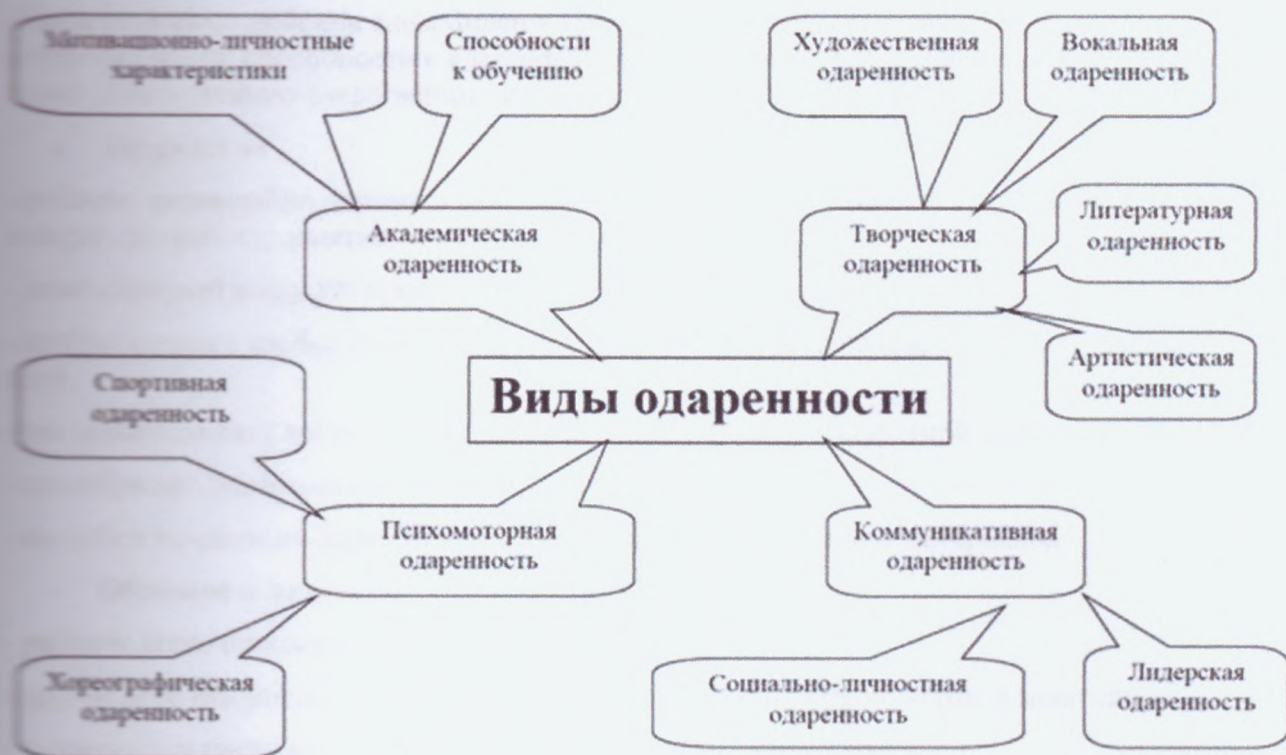 Мотивационно-личностные
характеристики
Способности
к обучению
Художественная
одаренность
Вокальная
одаренность
Академическая
одаренность
Творческая
одаренность
Литературная
одаренность
Артистическая
одаренность
Виды одаренности
Спортивная
одаренность
Психомоторная
одаренность
Коммуникативная
одаренность
Хореографическая
одаренность
Социально-личностная
одаренность
Лидерская
одаренность